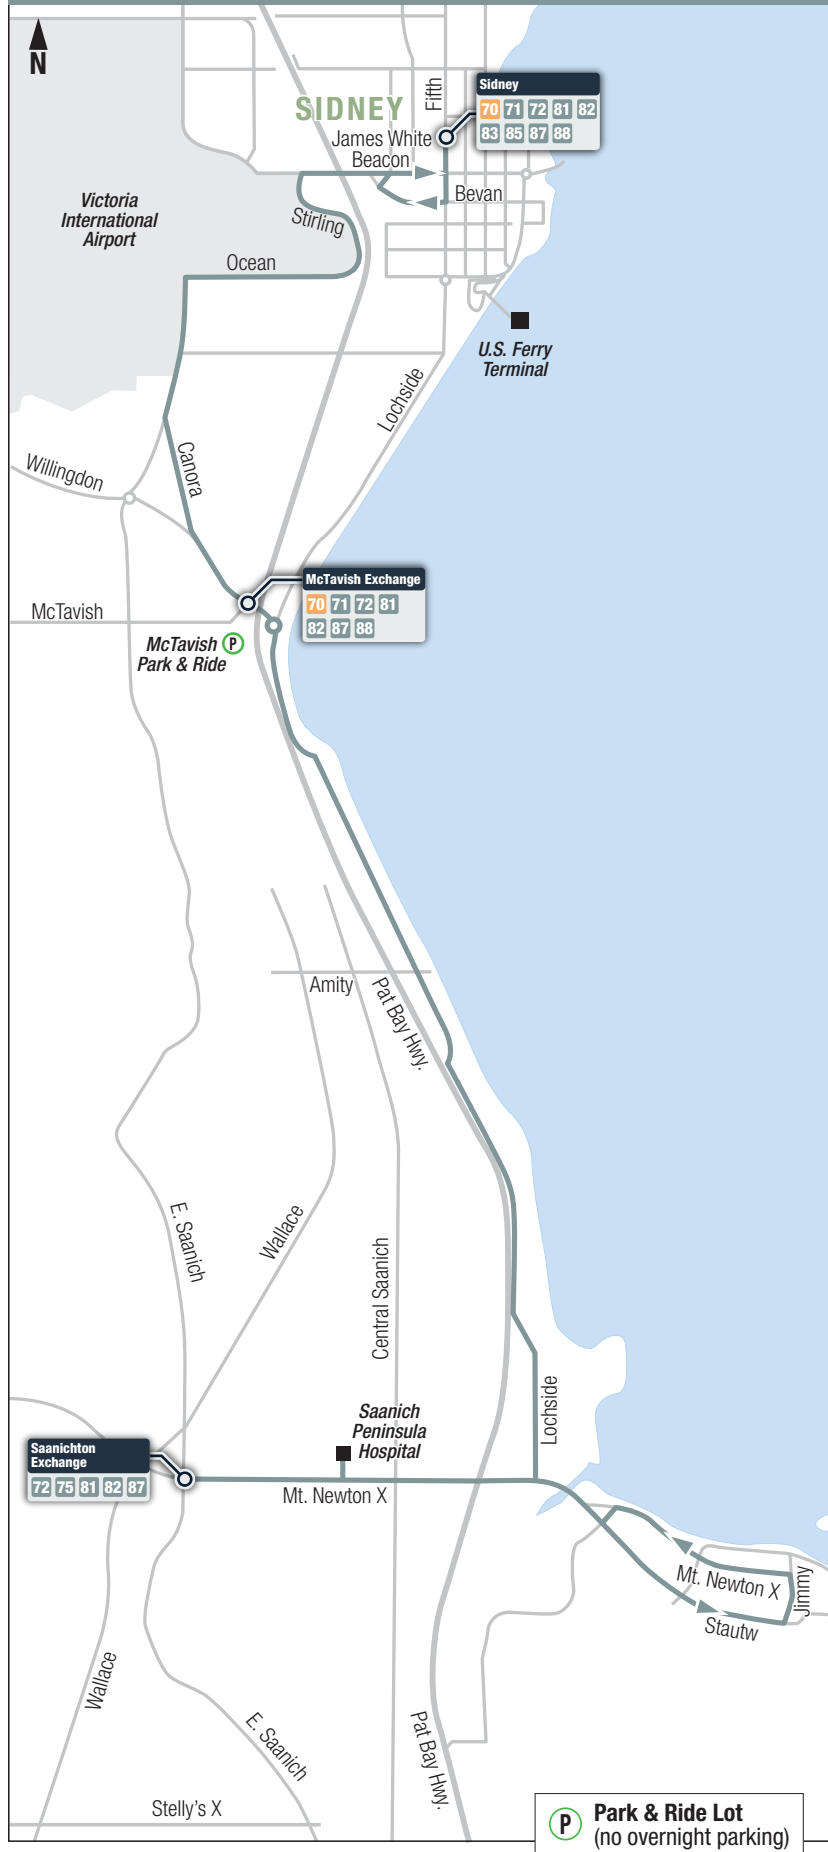 N
SIDNEY
Fifth
Sidney
70 71 72 81 82
83 85 87 88
James White
Beacon
Bevan
Victoria
International
Airport
Stirling
Ocean
U.S. Ferry
Terminal
Lochside
Canora
Willingdon
McTavish Exchange
70 71 72 81
82 87 88
McTavish
McTavish
Park & Ride
P
Amity
Pat Bay Hwy.
E. Saanich
Wallace
Central Saanich
Lochside
Saanich
Peninsula
Hospital
Saanichton
Exchange
72 75 81 82 87
Mt. Newton X
Mt. Newton X
Jimmy
Stautw
Wallace
E. Saanich
Pat Bay Hwy.
Stelly's X
P
Park & Ride Lot
(no overnight parking)